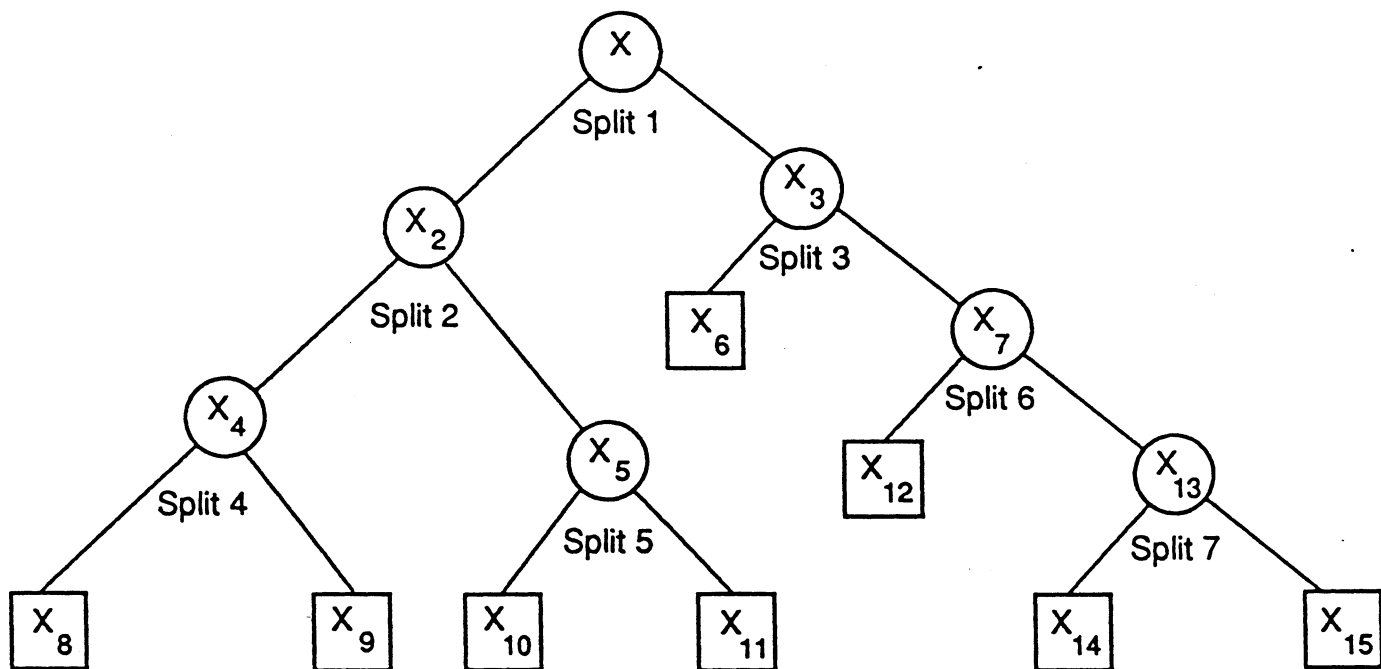 X
Split 1
X3
X2
Split 3
Split 2
X6
X7
Split 6
X4
X5
X12
X13
Split 4
Split 5
Split 7
X8
X9
X10
X11
X14
X15